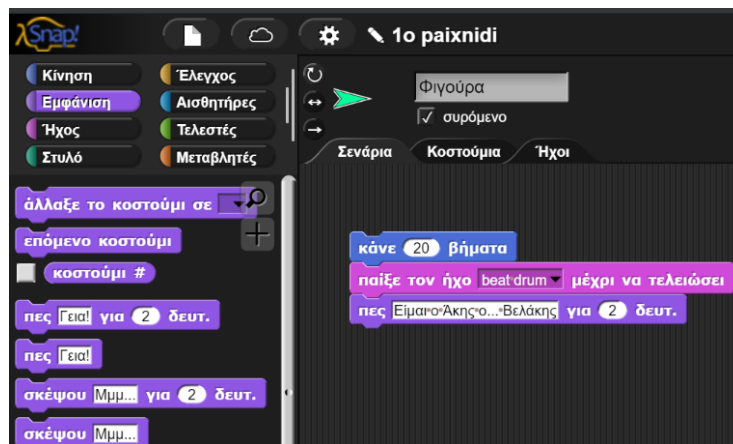 λSnap! 1o paixnidi
Κίνηση Έλεγχος
Εμφάνιση Αισθητήρες
Ήχος Τελεστές
Στυλό Μεταβλητές
άλλαξε το κοστούμι σε
επόμενο κοστούμι
κοστούμι #
πες Γεια! για 2 δευτ.
πες Γεια!
σκέψου Μμμ... για 2 δευτ.
σκέψου Μμμ...
Φιγούρα
συρόμενο
Σενάρια Κοστούμια Ήχοι
κάνε 20 βήματα
παίξε τον ήχο beat drum μέχρι να τελειώσει
πες Είμαι ο Άκης ο... Βελάκης για 2 δευτ.